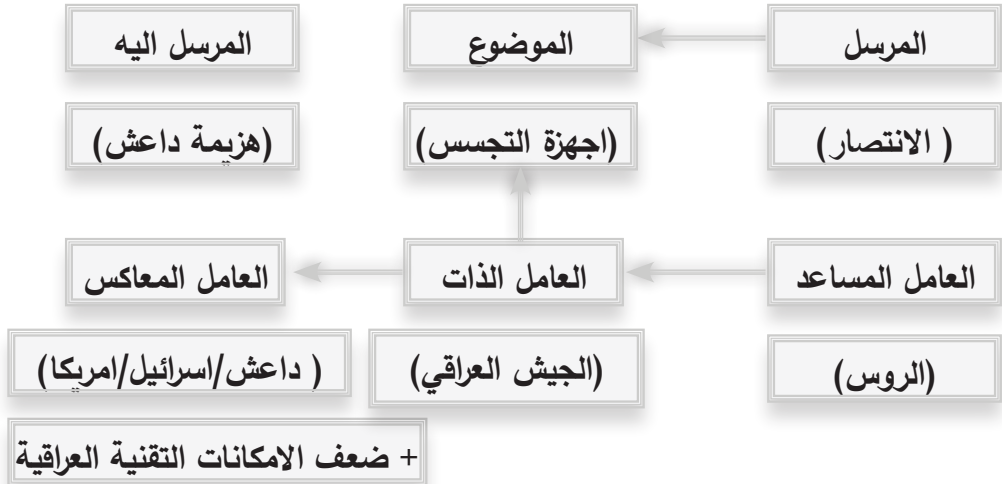 المرسل
الموضوع
المرسل اليه
( الانتصار)
(اجهزة التجسس)
(هزيمة داعش)
العامل المساعد
العامل الذات
العامل المعاكس
(الروس)
(الجيش العراقي)
( داعش/اسرائيل/امريكا)
+ ضعف الامكانات التقنية العراقية